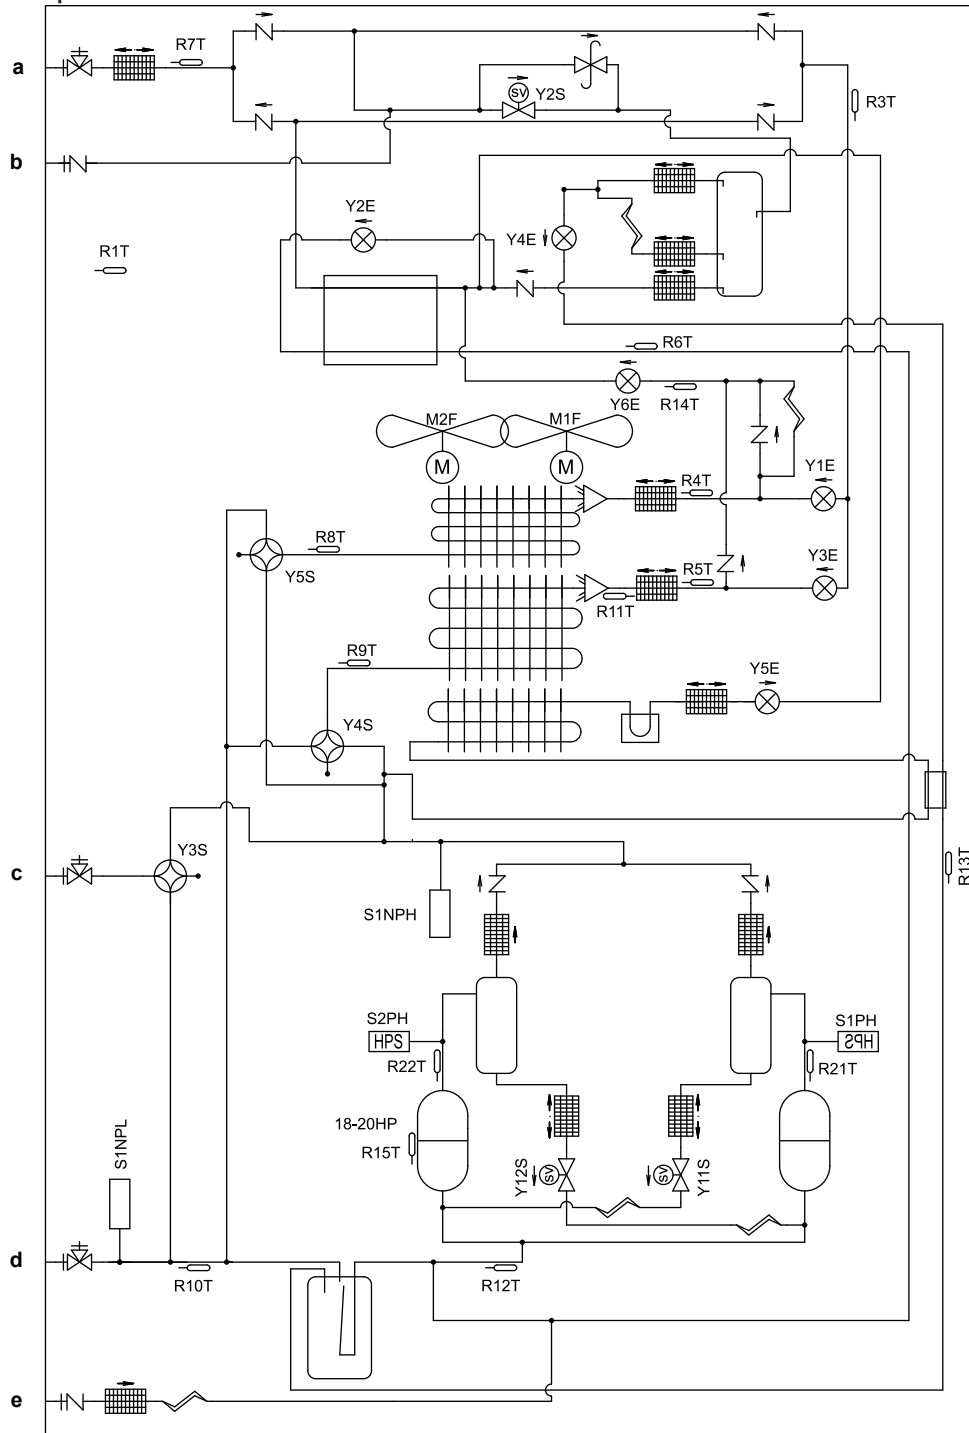 a
R7T
R3T
SV
Y2S
b
Y2E
Y4E
R1T
R6T
Y6E
R14T
M2F
M1F
M
M
R4T
Y1E
R8T
Y5S
R5T
Y3E
R11T
R9T
Y5E
Y4S
c
Y3S
R13T
S1NPH
S2PH
HPS
R22T
S1PH
HPS
R21T
18-20HP
R15T
S1NPL
Y12S
SV
SV
Y11S
d
R10T
R12T
e